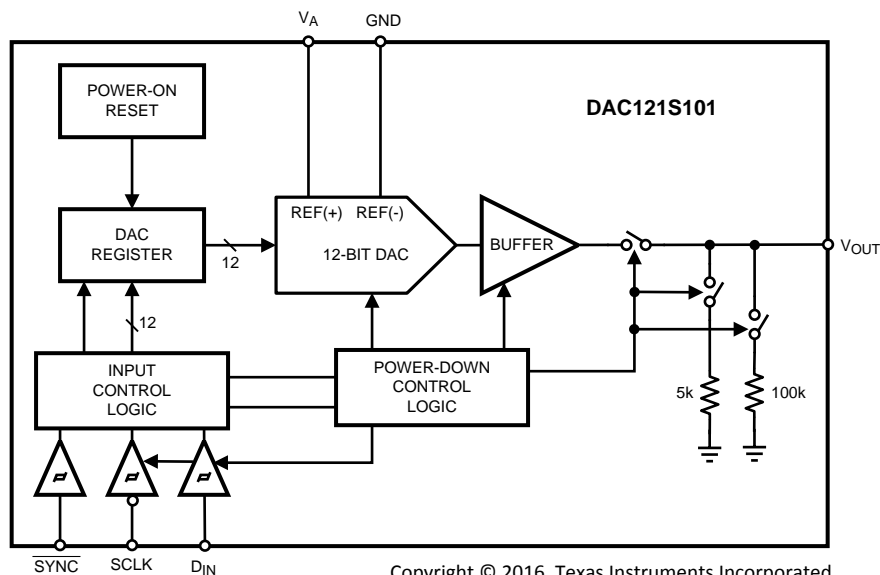 VA GND
POWER-ON
RESET
DAC121S101
REF(+) REF(-)
DAC
REGISTER
12
12-BIT DAC
BUFFER
VOUT
12
INPUT
CONTROL
LOGIC
POWER-DOWN
CONTROL
LOGIC
5k
100k
SYNC SCLK DIN
Copyright © 2016, Texas Instruments Incorporated